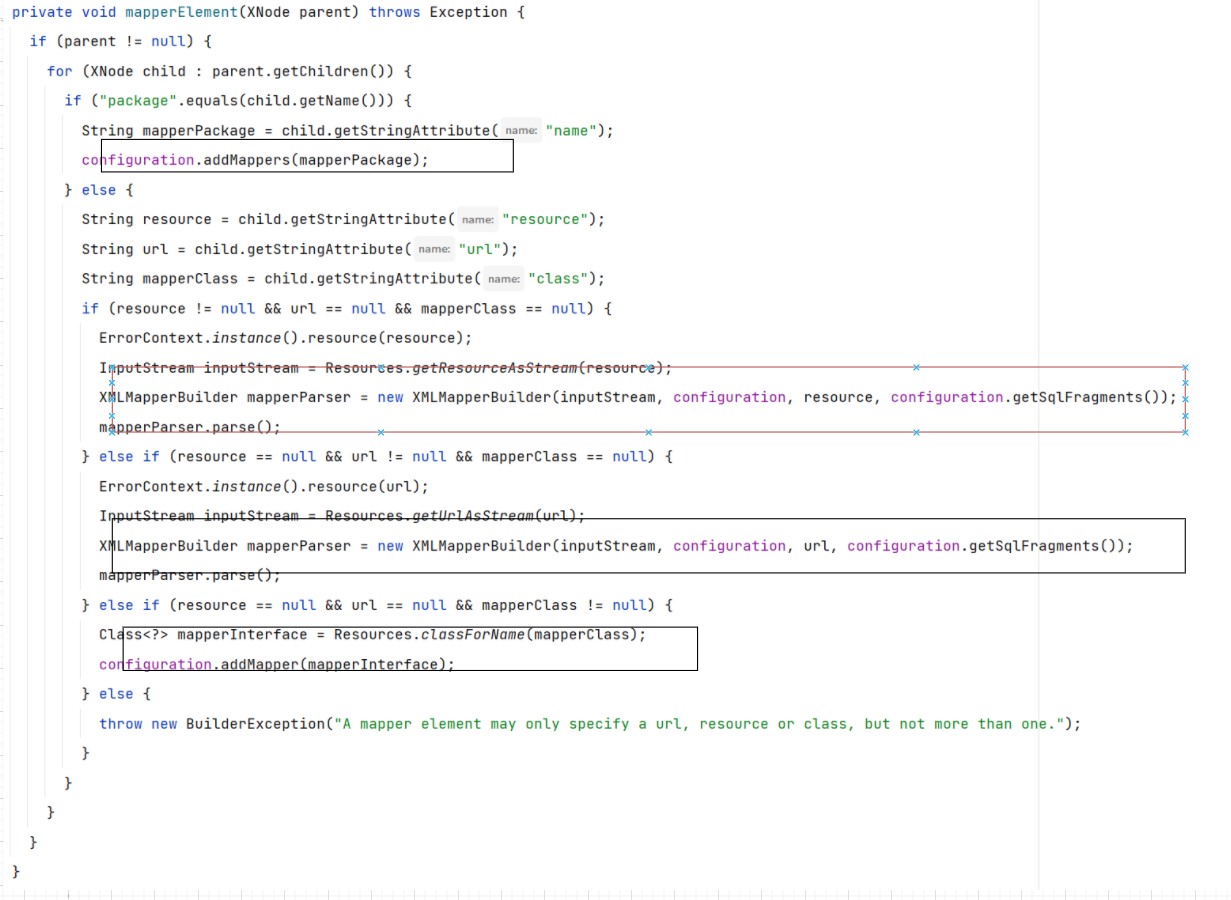 private void mapperElement(XNode parent) throws Exception {
if (parent != null) {
for (XNode child : parent.getChildren()) {
if ("package".equals(child.getName())) {
String mapperPackage = child.getStringAttribute( name: "name");
configuration.addMappers(mapperPackage);
} else {
String resource = child.getStringAttribute( name: "resource");
String url = child.getStringAttribute( name: "url");
String mapperClass = child.getStringAttribute( name: "class");
if (resource != null && url == null && mapperClass == null) {
ErrorContext.instance().resource(resource);
InputStream inputStream = Resources.getResourceAsStream(resource);
XMLMapperBuilder mapperParser = new XMLMapperBuilder(inputStream, configuration, resource, configuration.getSqlFragments());
mapperParser.parse();
} else if (resource == null && url != null && mapperClass == null) {
ErrorContext.instance().resource(url);
InputStream inputStream = Resources.getUrlAsStream(url);
XMLMapperBuilder mapperParser = new XMLMapperBuilder(inputStream, configuration, url, configuration.getSqlFragments());
mapperParser.parse();
} else if (resource == null && url == null && mapperClass != null) {
Class<?> mapperInterface = Resources.classForName(mapperClass);
configuration.addMapper(mapperInterface);
} else {
throw new BuilderException("A mapper element may only specify a url, resource or class, but not more than one.");
}
}
}
}
}